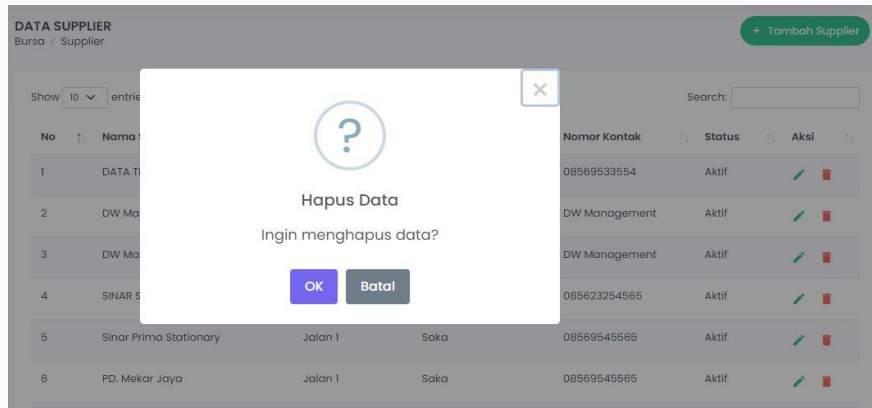 DATA SUPPLIER
Bursa / Supplier
+ Tambah Supplier
Show 10 entrie
Search:
No Nama Nomor Kontak Status Aksi
1 DATA 08569533554 Aktif
2 DW Ma DW Management Aktif
3 DW Ma DW Management Aktif
4 SINAR S 085623254565 Aktif
5 Sinar Prima Stationary Jalan 1 Saka 08569545565 Aktif
6 PD. Mekar Jaya Jalan 1 Saka 08569545565 Aktif
×
?
Hapus Data
Ingin menghapus data?
OK Batal